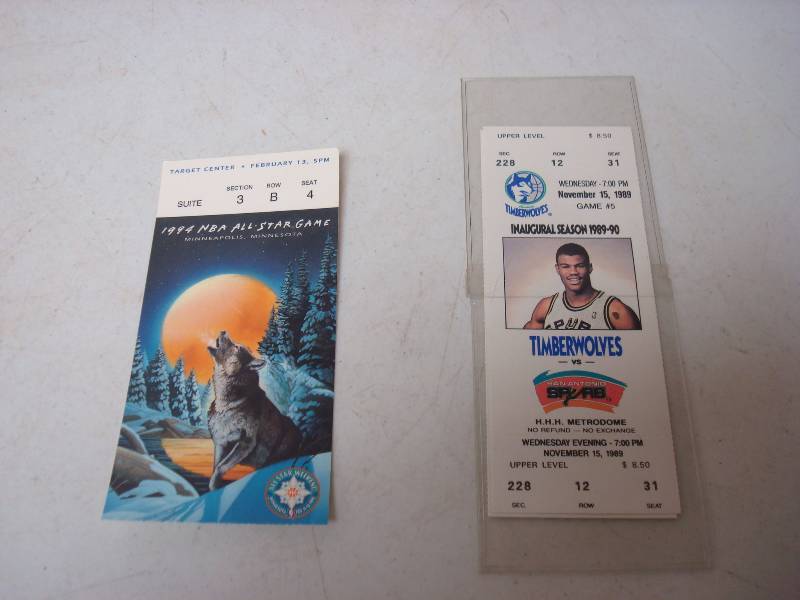 TARGET CENTER • FEBRUARY 13, 5PM
SECTION ROW SEAT
SUITE 3 B 4
1994 NBA ALL·STAR GAME
MINNEAPOLIS, MINNESOTA
ALL STAR WEEKEND
UPPER LEVEL $ 8.50
SEC. ROW SEAT
228 12 31
WEDNESDAY - 7:00 PM
November 15, 1989
GAME #5
TIMBERWOLVES
INAUGURAL SEASON 1989-90
SPURS
TIMBERWOLVES
— VS —
SAN ANTONIO
SPURS
H.H.H. METRODOME
NO REFUND — NO EXCHANGE
WEDNESDAY EVENING - 7:00 PM
NOVEMBER 15, 1989
UPPER LEVEL $ 8.50
228 12 31
SEC. ROW SEAT